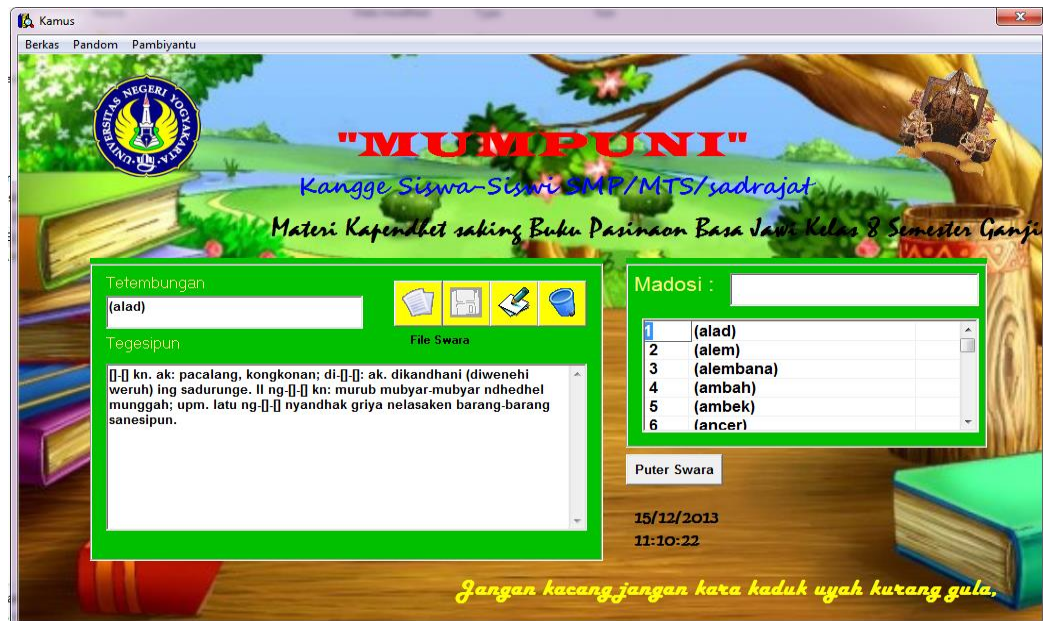 Kamus
Berkas Pandom Pambiyantu
UNIVERSITAS NEGERI YOGYAKARTA
"MUMPUNI"
Kangge Siswa-Siswi SMP/MTS/sadrajat
Materi Kapendhet saking Buku Pasinaon Basa Jawi Kelas 8 Semester Ganji
Tetembungan
(alad)
File Swara
Tegesipun
[]-[] kn. ak: pacalang, kongkonan; di-[]-[]: ak. dikandhani (diwenehi
weruh) ing sadurunge. II ng-[]-[] kn: murub mubyar-mubyar ndhedhel
munggah; upm. latu ng-[]-[] nyandhak griya nelasaken barang-barang
sanesipun.
Madosi :
1 (alad)
2 (alem)
3 (alembana)
4 (ambah)
5 (ambek)
6 (ancer)
Puter Swara
15/12/2013
11:10:22
Jangan kacang,jangan kara kaduk uyah kurang gula,